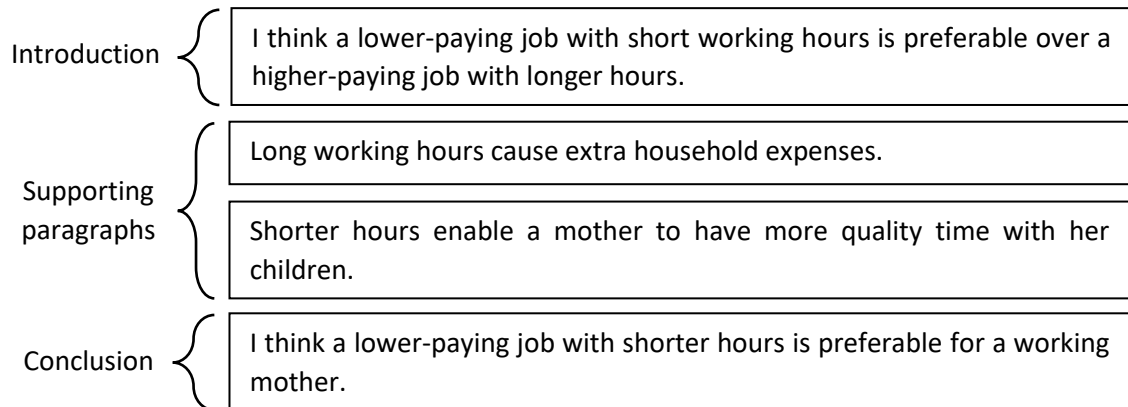 Introduction
I think a lower-paying job with short working hours is preferable over a
higher-paying job with longer hours.
Supporting
paragraphs
Long working hours cause extra household expenses.
Shorter hours enable a mother to have more quality time with her
children.
Conclusion
I think a lower-paying job with shorter hours is preferable for a working
mother.